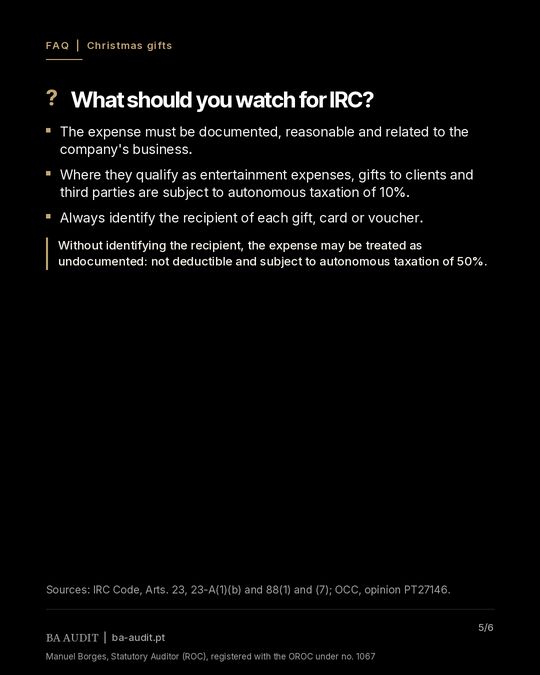 FAQ | Christmas gifts
? What should you watch for IRC?
The expense must be documented, reasonable and related to the
company's business.
Where they qualify as entertainment expenses, gifts to clients and
third parties are subject to autonomous taxation of 10%.
Always identify the recipient of each gift, card or voucher.
Without identifying the recipient, the expense may be treated as
undocumented: not deductible and subject to autonomous taxation of 50%.
Sources: IRC Code, Arts. 23, 23-A(1)(b) and 88(1) and (7); OCC, opinion PT27146.
5/6
BA AUDIT | ba-audit.pt
Manuel Borges, Statutory Auditor (ROC), registered with the OROC under no. 1067